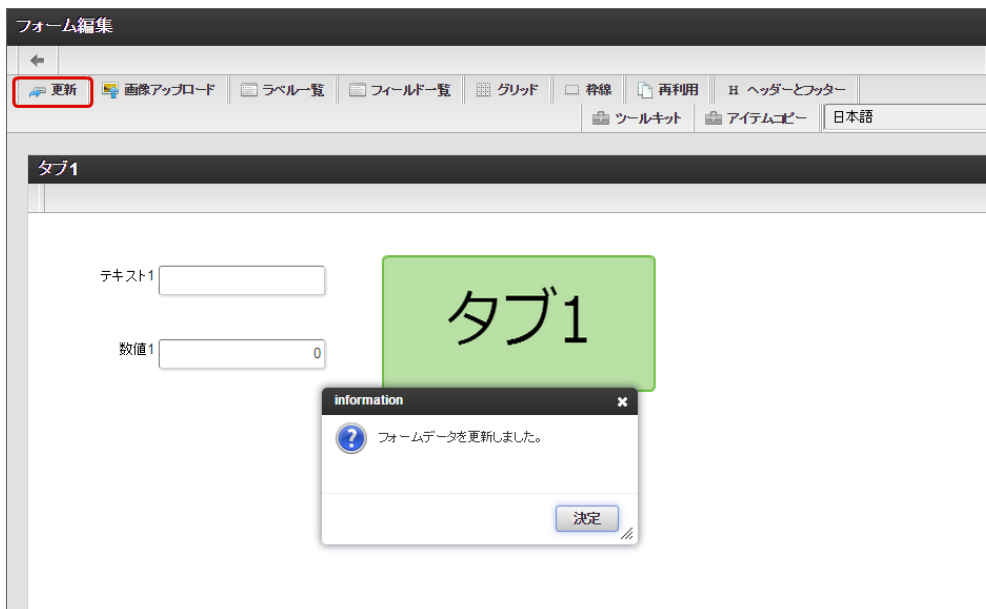 フォーム編集
更新 画像アップロード ラベル一覧 フィールド一覧 グリッド 枠線 再利用 H ヘッダーとフッター
ツールキット アイテムコピー 日本語
タブ1
テキスト1
タブ1
数値1 0
information
フォームデータを更新しました。
決定